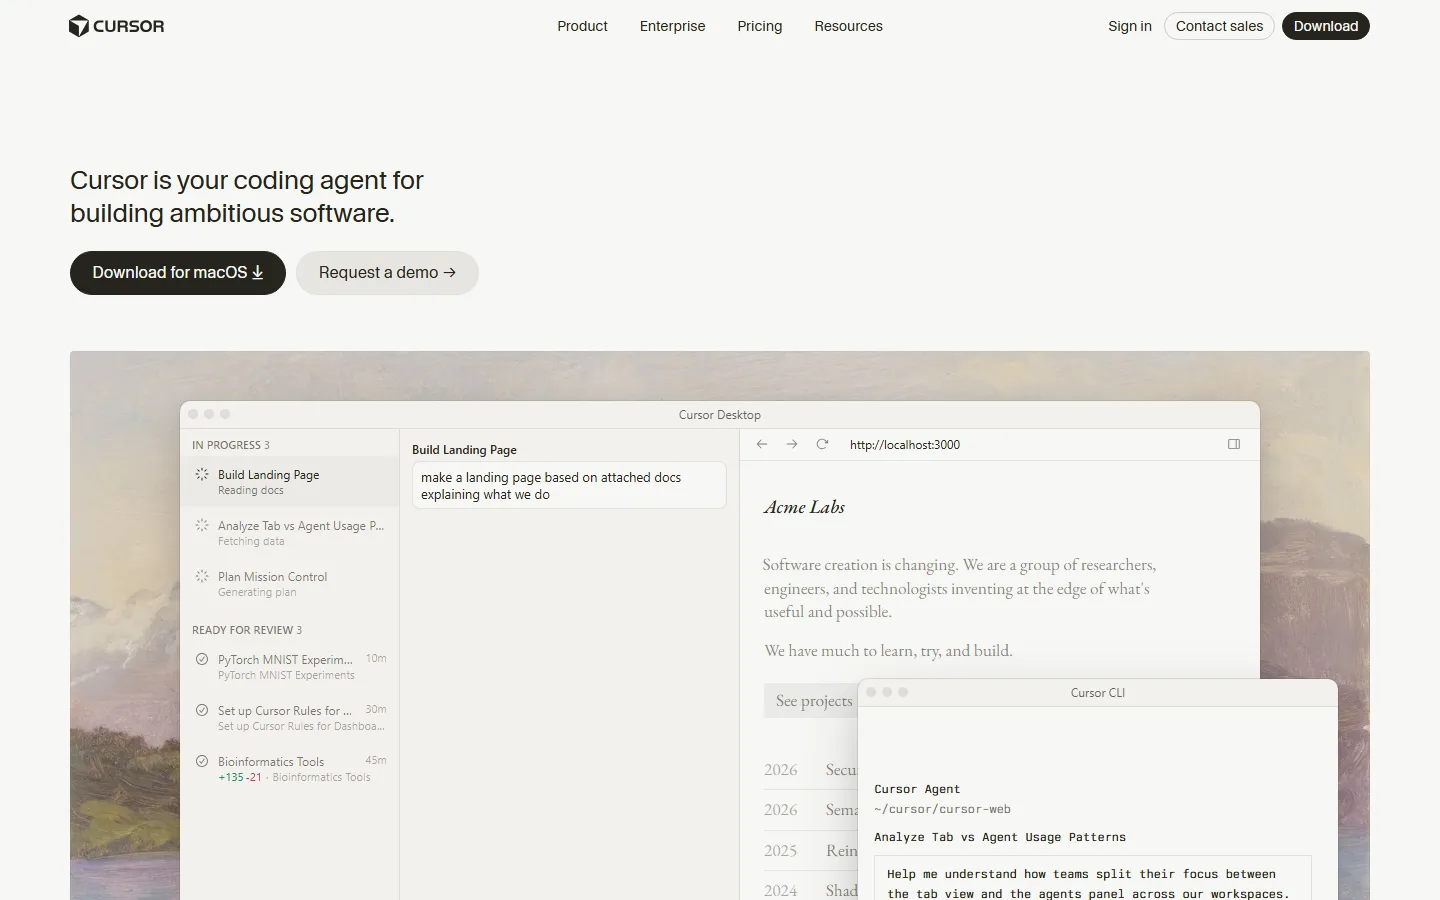 CURSOR
Product
Enterprise
Pricing
Resources
Sign in
Contact sales
Download
Cursor is your coding agent for
building ambitious software.
Download for macOS
Request a demo →
Cursor Desktop
IN PROGRESS 3
Build Landing Page
Reading docs
Analyze Tab vs Agent Usage P...
Fetching data
Plan Mission Control
Generating plan
READY FOR REVIEW 3
PyTorch MNIST Experim... 10m
PyTorch MNIST Experiments
Set up Cursor Rules for ... 30m
Set up Cursor Rules for Dashboa...
Bioinformatics Tools 45m
+135 -21 · Bioinformatics Tools
Build Landing Page
make a landing page based on attached docs
explaining what we do
http://localhost:3000
Acme Labs
Software creation is changing. We are a group of researchers,
engineers, and technologists inventing at the edge of what's
useful and possible.
We have much to learn, try, and build.
See projects
2026
2026
2025
2024
Cursor CLI
Cursor Agent
~/cursor/cursor-web
Analyze Tab vs Agent Usage Patterns
Help me understand how teams split their focus between
the tab view and the agents panel across our workspaces.